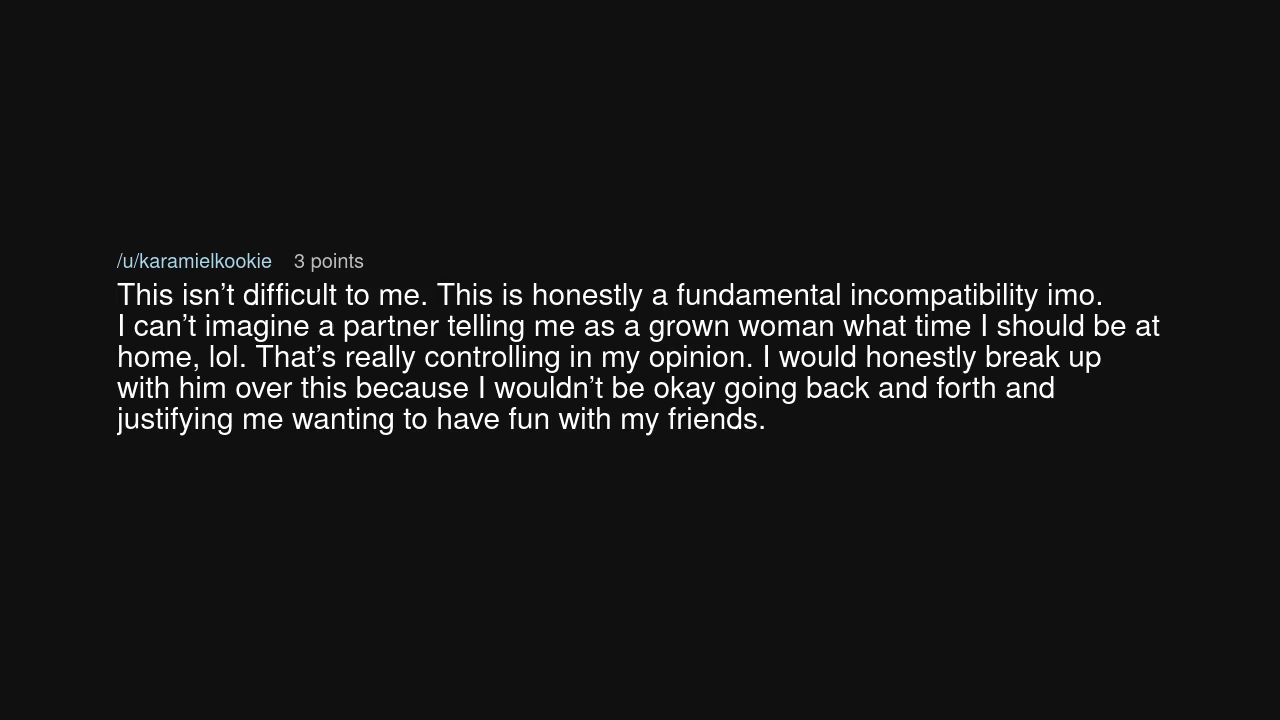 /u/karamielkookie 3 points
This isn’t difficult to me. This is honestly a fundamental incompatibility imo.
I can’t imagine a partner telling me as a grown woman what time I should be at
home, lol. That’s really controlling in my opinion. I would honestly break up
with him over this because I wouldn’t be okay going back and forth and
justifying me wanting to have fun with my friends.